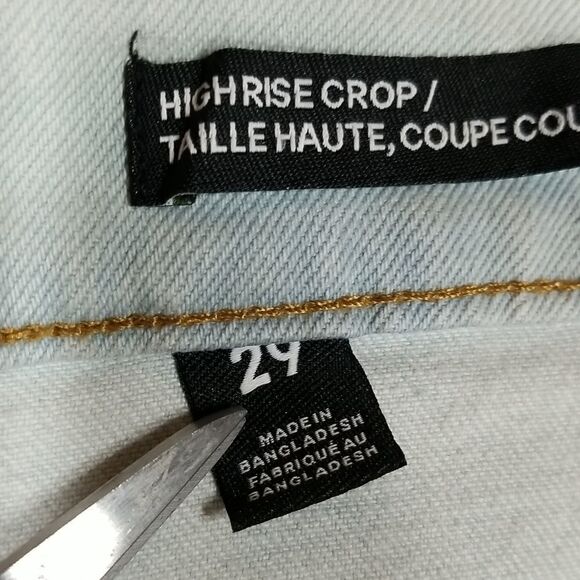 HIGH RISE CROP /
TAILLE HAUTE, COUPE COU
29
MADE IN
BANGLADESH
FABRIQUÉ AU
BANGLADESH